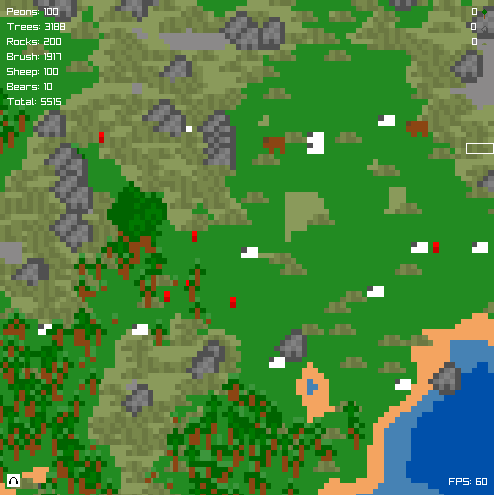 Peons: 100
Trees: 3188
Rocks: 200
Brush: 1917
Sheep: 100
Bears: 10
Total: 5515
0
0
0
FPS: 60